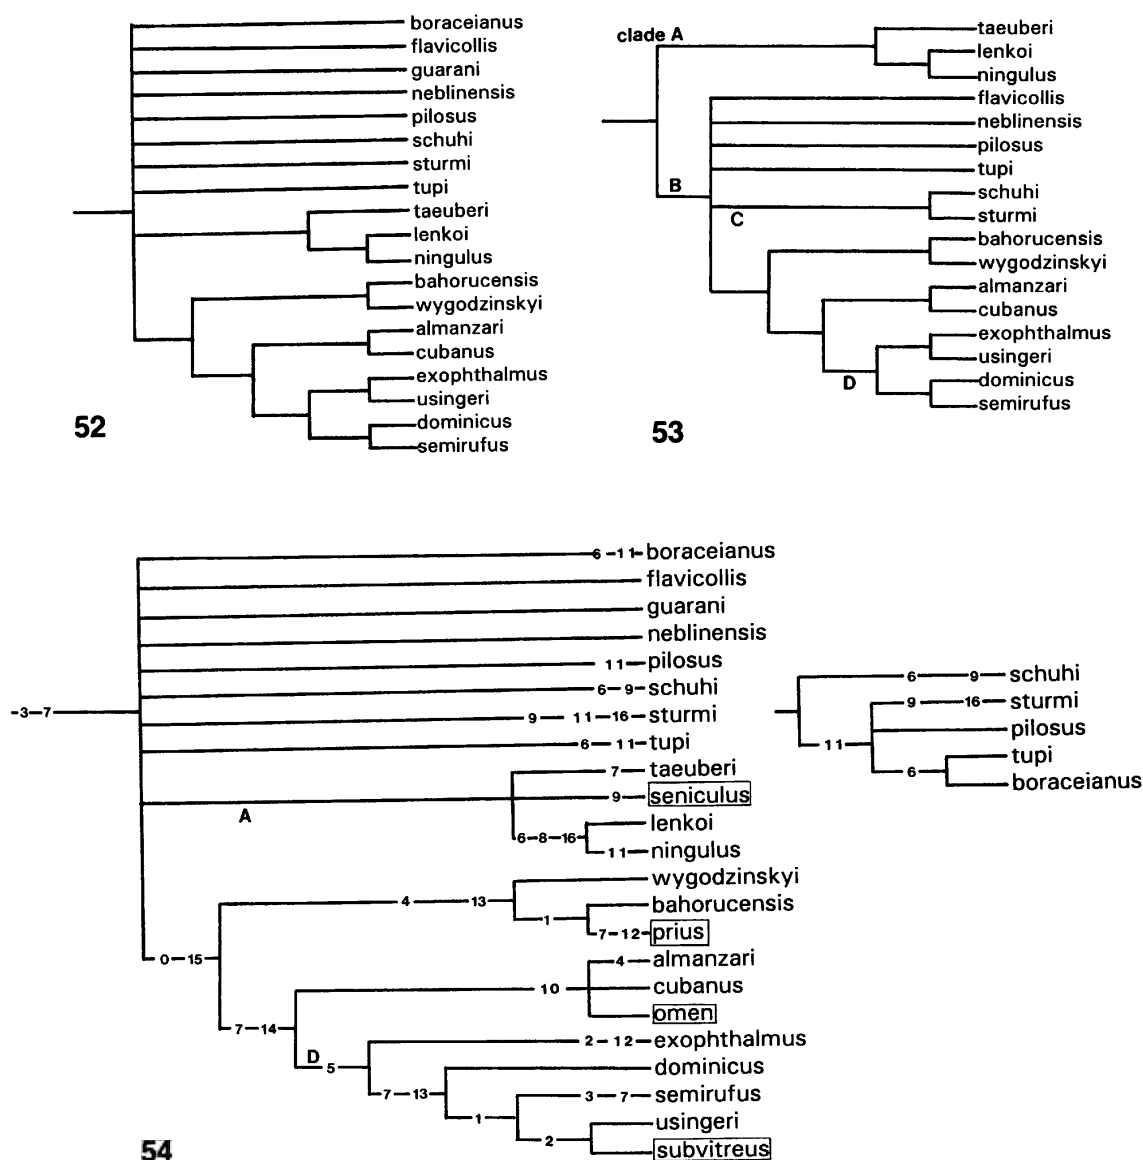 boraceianus
flavicollis
guarani
neblinensis
pilosus
schuhi
sturmi
tupi
taeuberi
lenkoi
ningulus
bahorucensis
wygodzinskyi
almanzari
cubanus
exophthalmus
usingeri
dominicus
semirufus
52
clade A
taeuberi
lenkoi
ningulus
flavicollis
neblinensis
pilosus
tupi
B
schuhi
C
sturmi
bahorucensis
wygodzinskyi
almanzari
cubanus
exophthalmus
usingeri
D
dominicus
semirufus
53
6 - 11 boraceianus
flavicollis
guarani
neblinensis
11 pilosus
6 - 9 schuhi
3 - 7
9 11 - 16 sturmi
6 - 11 tupi
7 taeuberi
9 seniculus
A
lenkoi
6 - 8 - 16
11 ningulus
wygodzinskyi
4 13
bahorucensis
1
7 - 12 prius
0 - 15
4 almanzari
10 cubanus
omen
7 - 14
2 - 12 exophthalmus
D
5
dominicus
7 - 13
3 - 7 semirufus
1
usingeri
2
subvitreus
54
6 9 schuhi
9 16 sturmi
pilosus
11
tupi
6
boraceianus